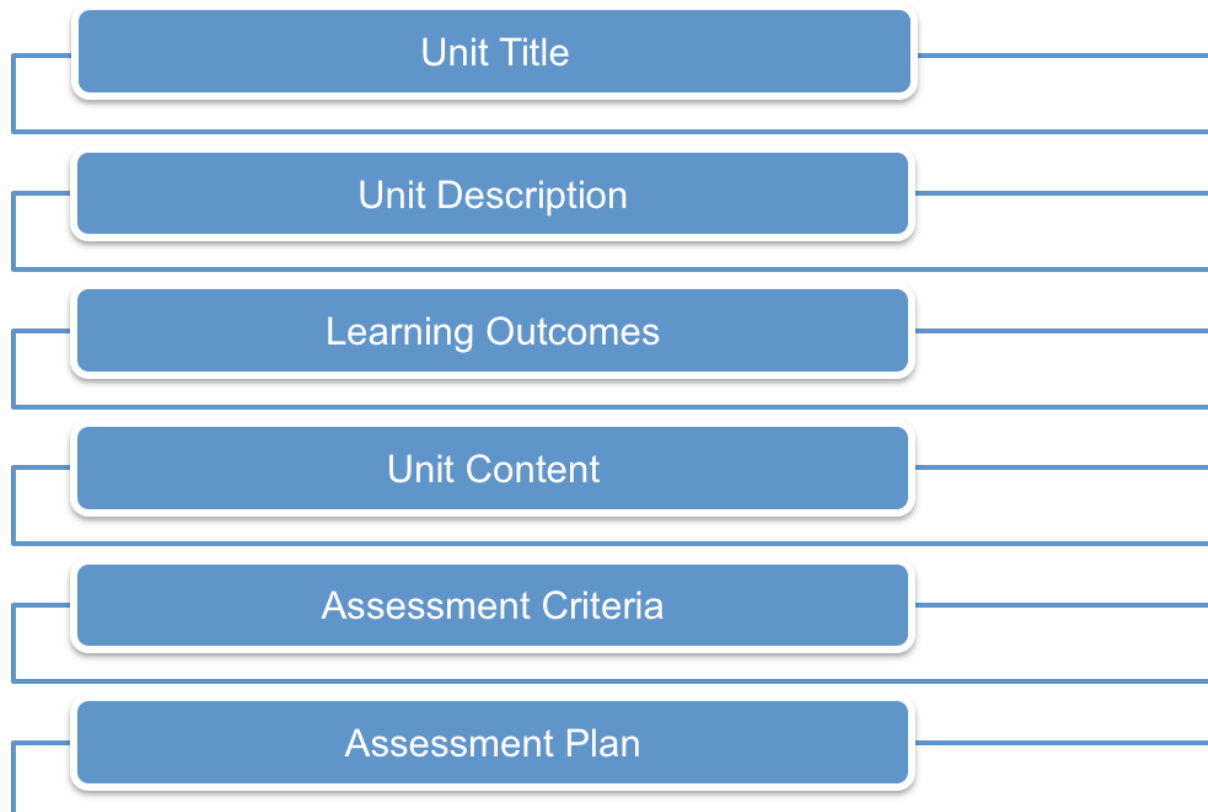 Unit Title
Unit Description
Learning Outcomes
Unit Content
Assessment Criteria
Assessment Plan